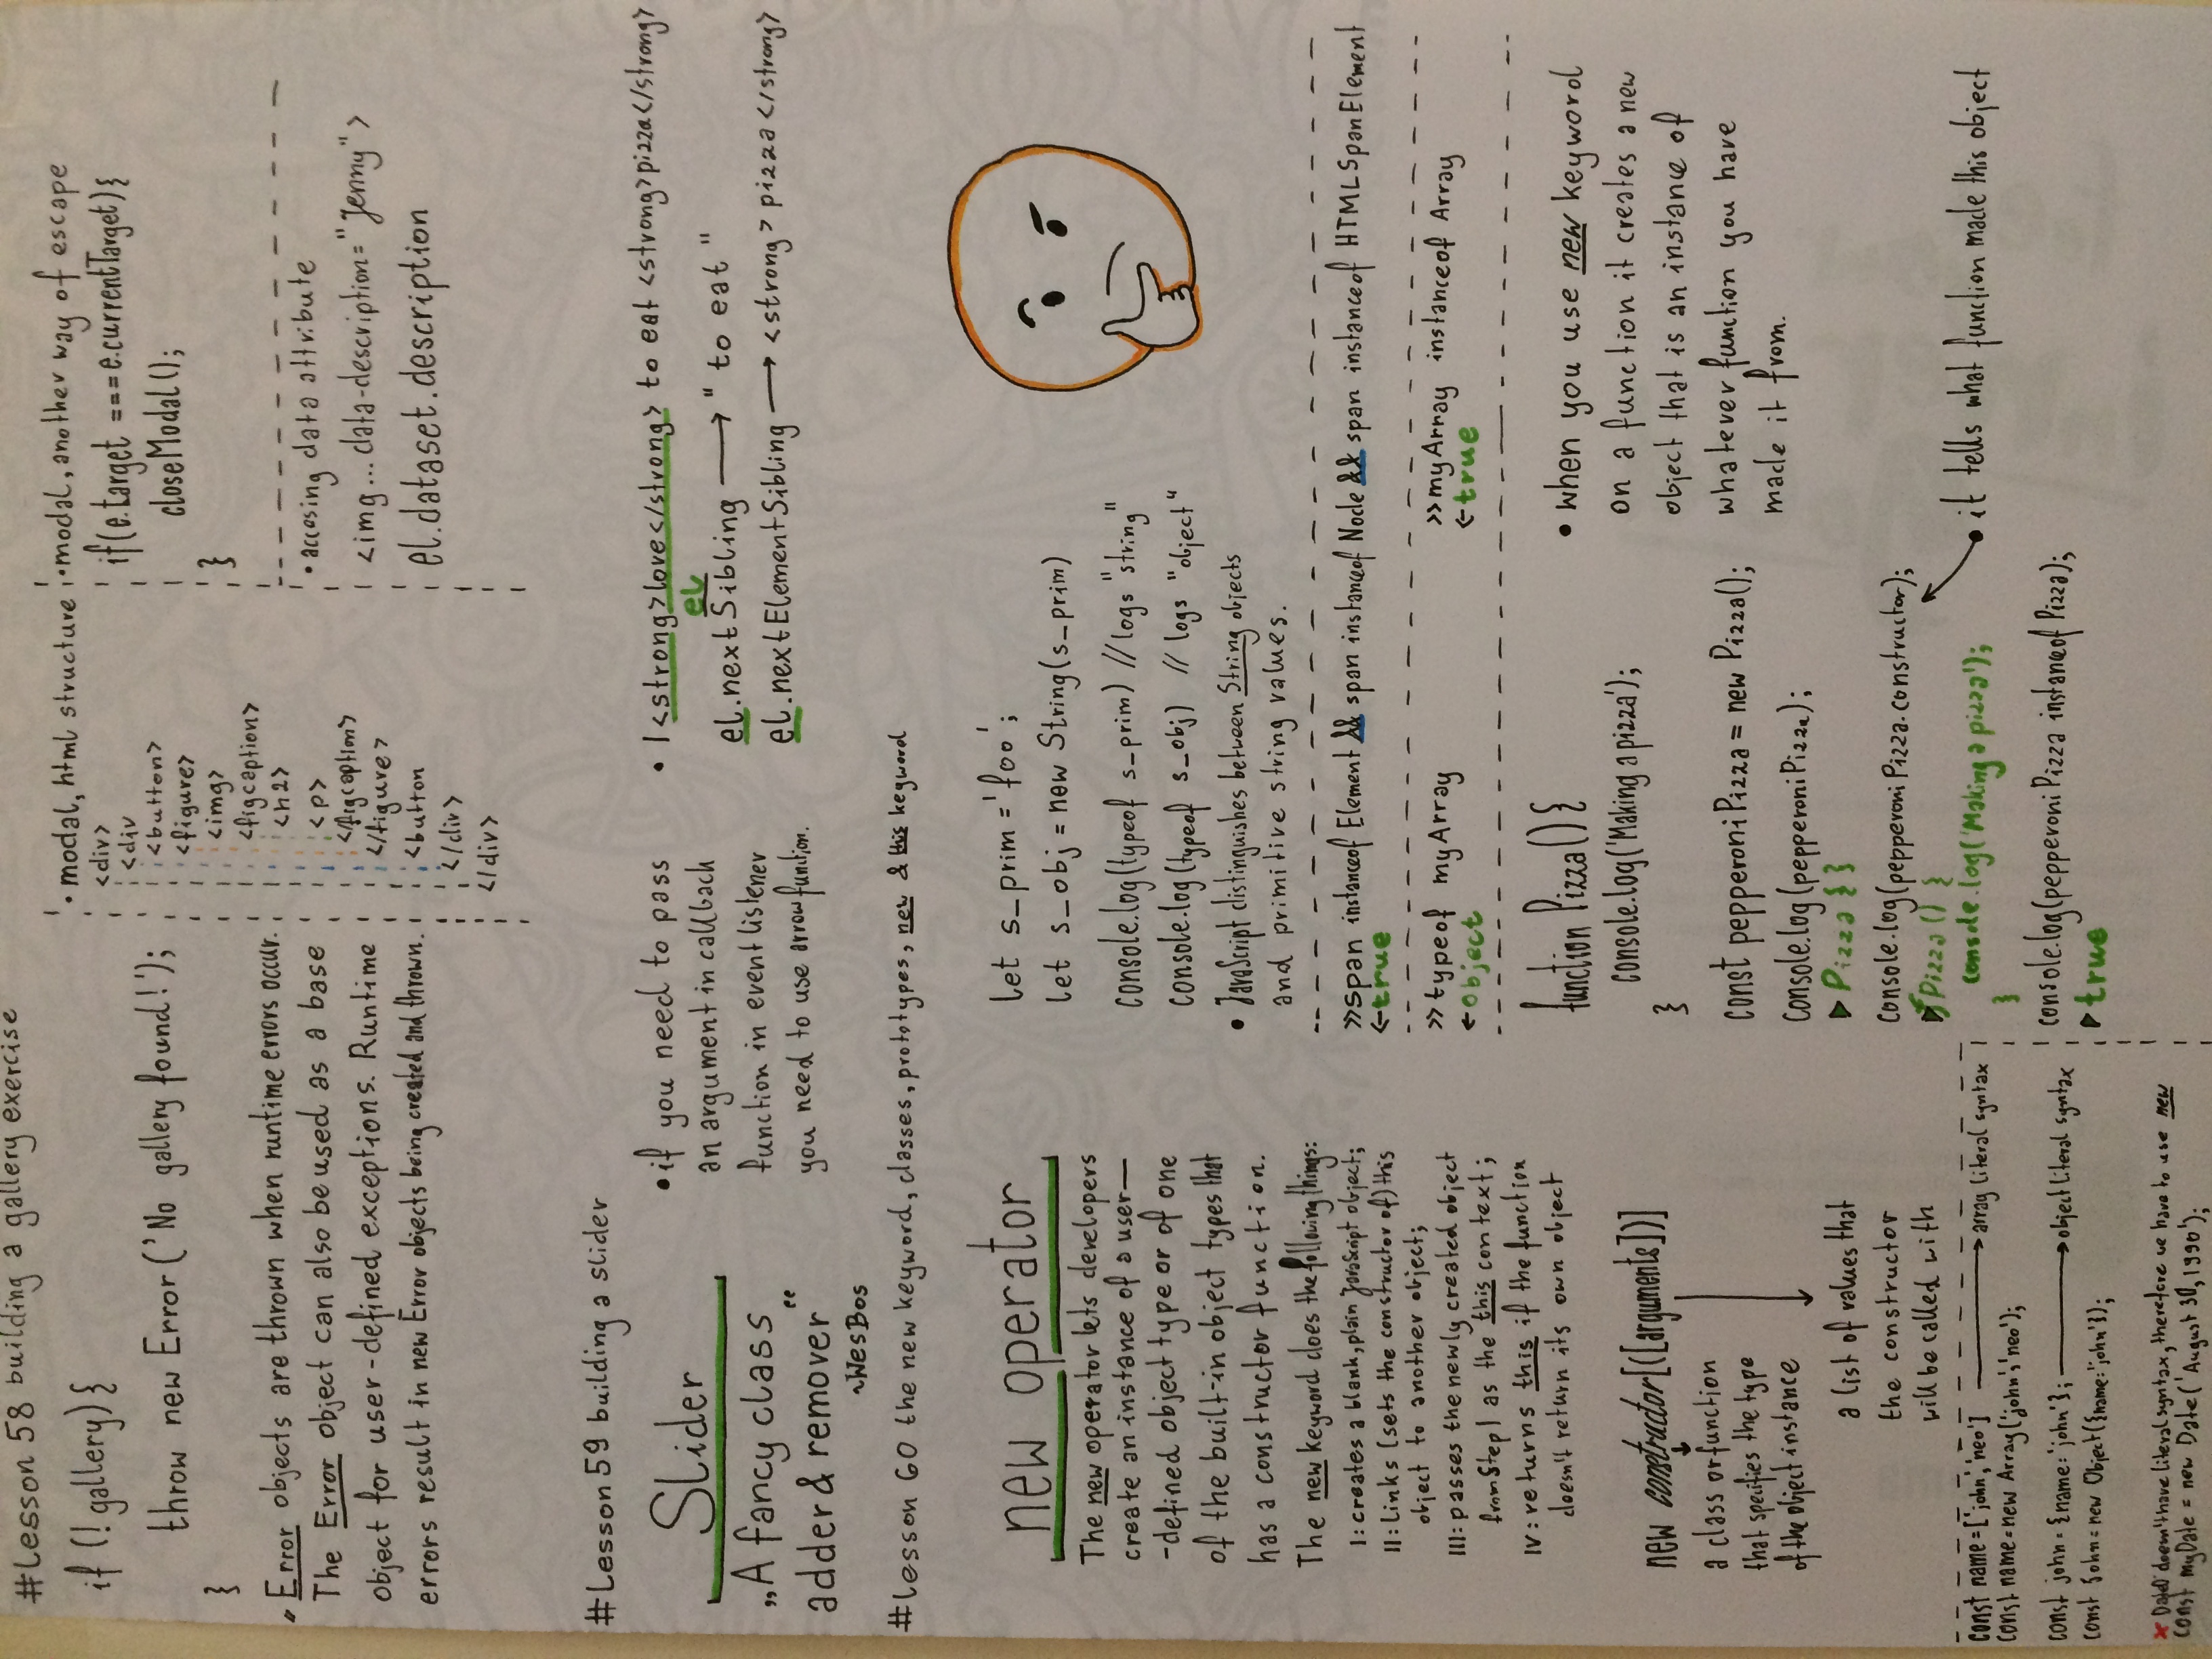 #Lesson 58 building a gallery exercise
if (! gallery) {
throw new Error ('No gallery found!');
}
" Error objects are thrown when runtime errors occur.
The Error object can also be used as a base
object for user-defined exceptions. Runtime
errors result in new Error objects being created and thrown.
• modal, html structure
<div>
<div
<button>
<figure>
<img>
<figcaption>
<h2>
<p>
</figcaption>
</figure>
<button
</div>
</div>
• modal, another way of escape
if(e.target === e.currentTarget) {
closeModal();
}
• accosing data attribute
<img... data-description="Jenny">
el.dataset.description
#Lesson 59 building a slider
Slider
„A fancy class
adder & remover"
~WesBos
• if you need to pass
an argument in callback
function in event listener
you need to use arrow function.
• I <strong>love</strong> to eat <strong>pizza</strong>
el
el.nextSibling → " to eat "
el.nextElementSibling → <strong> pizza </strong>
#Lesson 60 the new keyword, classes, prototypes, new & this keyword
new operator
The new operator lets developers
create an instance of a user-
-defined object type or of one
of the built-in object types that
has a constructor function.
The new keyword does the following things:
I: creates a blank, plain JavaScript object;
II: Links (sets the constructor of) this
object to another object;
III: passes the newly created object
from Step 1 as the this context;
IV: returns this if the function
doesn't return its own object
new constructor[([arguments])]
a class or function
that specifies the type
of the object instance
a list of values that
the constructor
will be called with
const name = ['john','neo'] → array literal syntax
const name = new Array('john','neo');
const john = {name:'john'}; → object literal syntax
const john = new Object({name:'john'});
x Date() doesn't have literal syntax, therefore we have to use new
const myDate = new Date('August 30, 1990');
let s_prim = 'foo';
let s_obj = new String(s_prim)
console.log(typeof s_prim) // logs "string"
console.log(typeof s_obj) // logs "object"
• JavaScript distinguishes between String objects
and primitive string values.
>> span instanceof Element && span instanceof Node && span instanceof HTMLSpanElement
← true
>> typeof myArray
← object
>> myArray instanceof Array
← true
function Pizza() {
console.log('Making a pizza');
}
const pepperoniPizza = new Pizza();
console.log(pepperoniPizza);
▶ Pizza { }
console.log(pepperoniPizza.constructor);
▶ f Pizza () {
console.log('Making a pizza');
}
console.log(pepperoniPizza instanceof Pizza);
▶ true
• when you use new keyword
on a function it creates a new
object that is an instance of
whatever function you have
made it from.
• it tells what function made this object